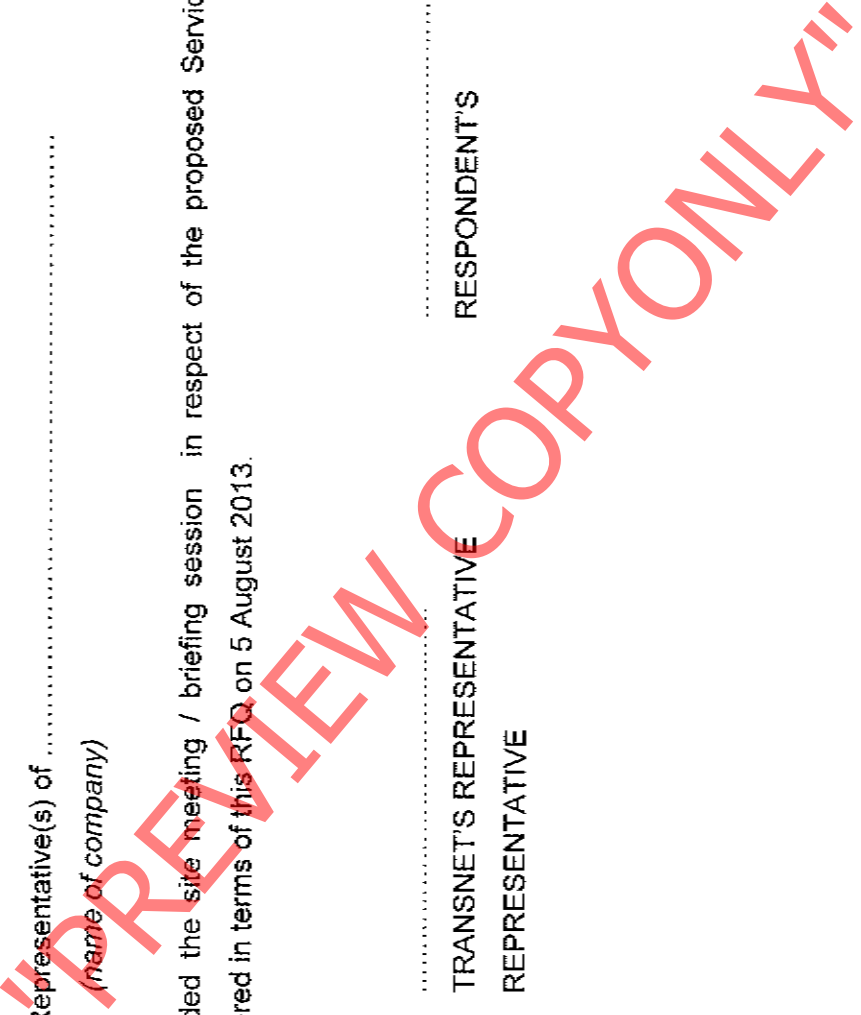 Representative(s) of ................................................................
(name of company)
ded the site meeting / briefing session in respect of the proposed Servic
red in terms of this RFQ on 5 August 2013.
................................................ ................................
TRANSNET'S REPRESENTATIVE RESPONDENT'S
REPRESENTATIVE
"PREVIEW COPYONLY"